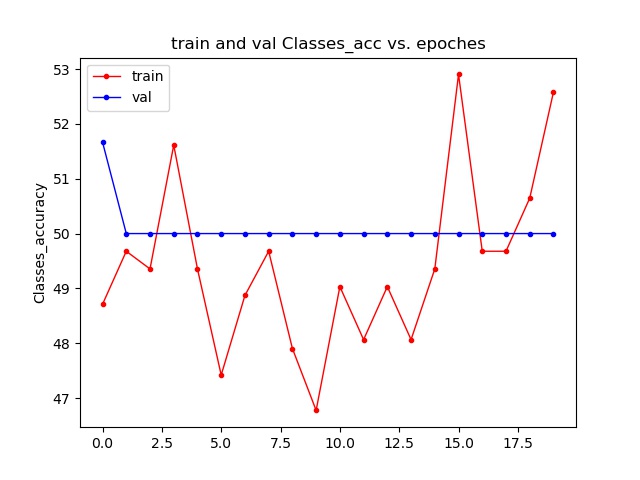 train and val Classes_acc vs. epoches
train
val
53
52
51
50
49
48
47
Classes_accuracy
0.0 2.5 5.0 7.5 10.0 12.5 15.0 17.5